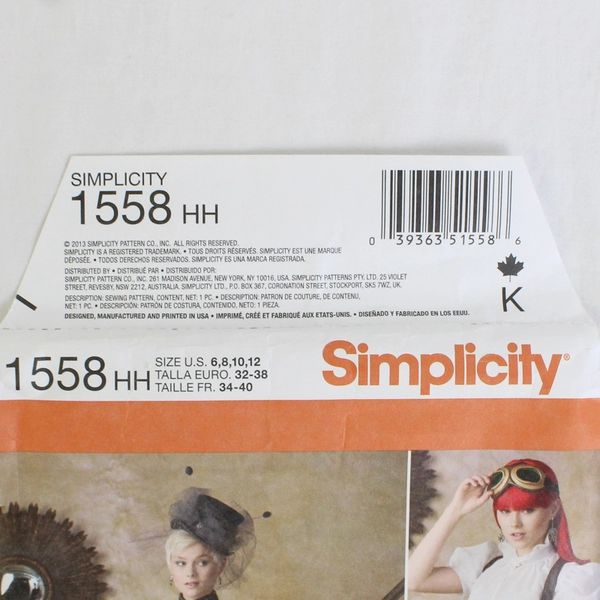 SIMPLICITY
1558 HH
© 2013 SIMPLICITY PATTERN CO., INC. ALL RIGHTS RESERVED.
SIMPLICITY IS A REGISTERED TRADEMARK. • TOUS DROITS RÉSERVÉS. SIMPLICITY EST UNE MARQUE
DÉPOSÉE. • TODOS DERECHOS RESERVADOS. SIMPLICITY ES UNA MARCA REGISTRADA.
DISTRIBUTED BY • DISTRIBUÉ PAR • DISTRIBUIDO POR:
SIMPLICITY PATTERN CO., INC. 261 MADISON AVENUE, NEW YORK, NY 10016, USA. SIMPLICITY PATTERNS PTY. LTD. 25 VIOLET
STREET, REVESBY, NSW 2212, AUSTRALIA. SIMPLICITY LTD., P.O. BOX 367, CORONATION STREET, STOCKPORT, SK5 7WZ, UK.
DESCRIPTION: SEWING PATTERN, CONTENT, NET: 1 PC. • DESCRIPTION: PATRON DE COUTURE, DE CONTENU,
NET: 1 PC. • DESCRIPCIÓN: PATRÓN DE COSTURA, CONTENIDO, NETO: 1 PIEZA.
DESIGNED, MANUFACTURED AND PRINTED IN USA • IMPRIMÉ, CRÉÉ ET FABRIQUÉ AUX ETATS-UNIS. • DISEÑADO Y FABRICADO EN LOS EEUU.
0 39363 51558 6
K
1558 HH
SIZE U.S. 6,8,10,12
TALLA EURO. 32-38
TAILLE FR. 34-40
Simplicity®